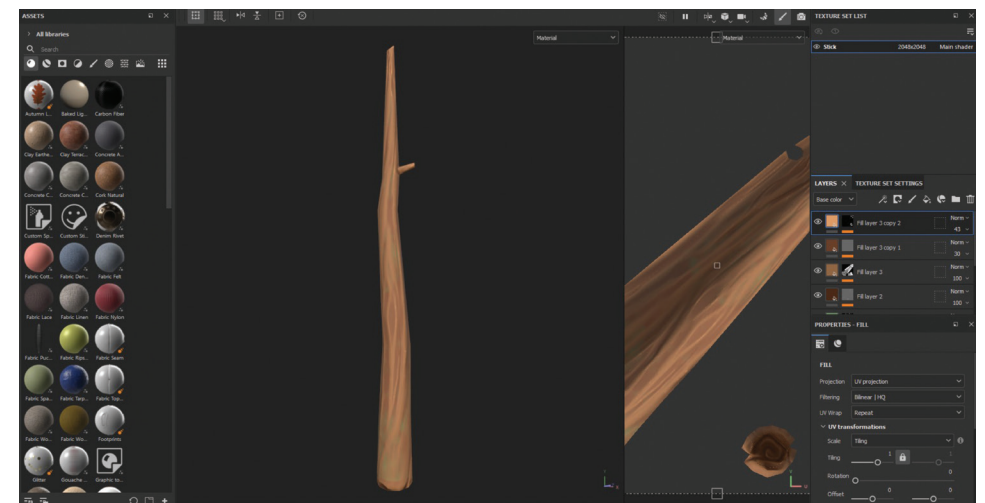 ASSETS
All libraries
Search
Autumn L...
Baked Lig...
Carbon Fiber
Clay Earthe...
Clay Terrac...
Concrete A...
Concrete C...
Concrete C...
Cork Natural
Custom Sp...
Custom St...
Denim Rivet
Fabric Cott...
Fabric Den...
Fabric Felt
Fabric Lace
Fabric Linen
Fabric Nylon
Fabric Puc...
Fabric Rips...
Fabric Seam
Fabric Spa...
Fabric Tarp...
Fabric Top...
Fabric Wo...
Fabric Wo...
Footprints
Glitter
Gouache ...
Graphic to...
Material
Material
TEXTURE SET LIST
Stick 2048x2048 Main shader
LAYERS
TEXTURE SET SETTINGS
Base color
Fill layer 3 copy 2
Norm
43
Fill layer 3 copy 1
Norm
30
Fill layer 3
Norm
100
Fill layer 2
Norm
100
PROPERTIES - FILL
FILL
Projection UV projection
Filtering Bilinear | HQ
UV Wrap Repeat
UV transformations
Scale Tiling
Tiling 1 1
Rotation 0
Offset 0 0